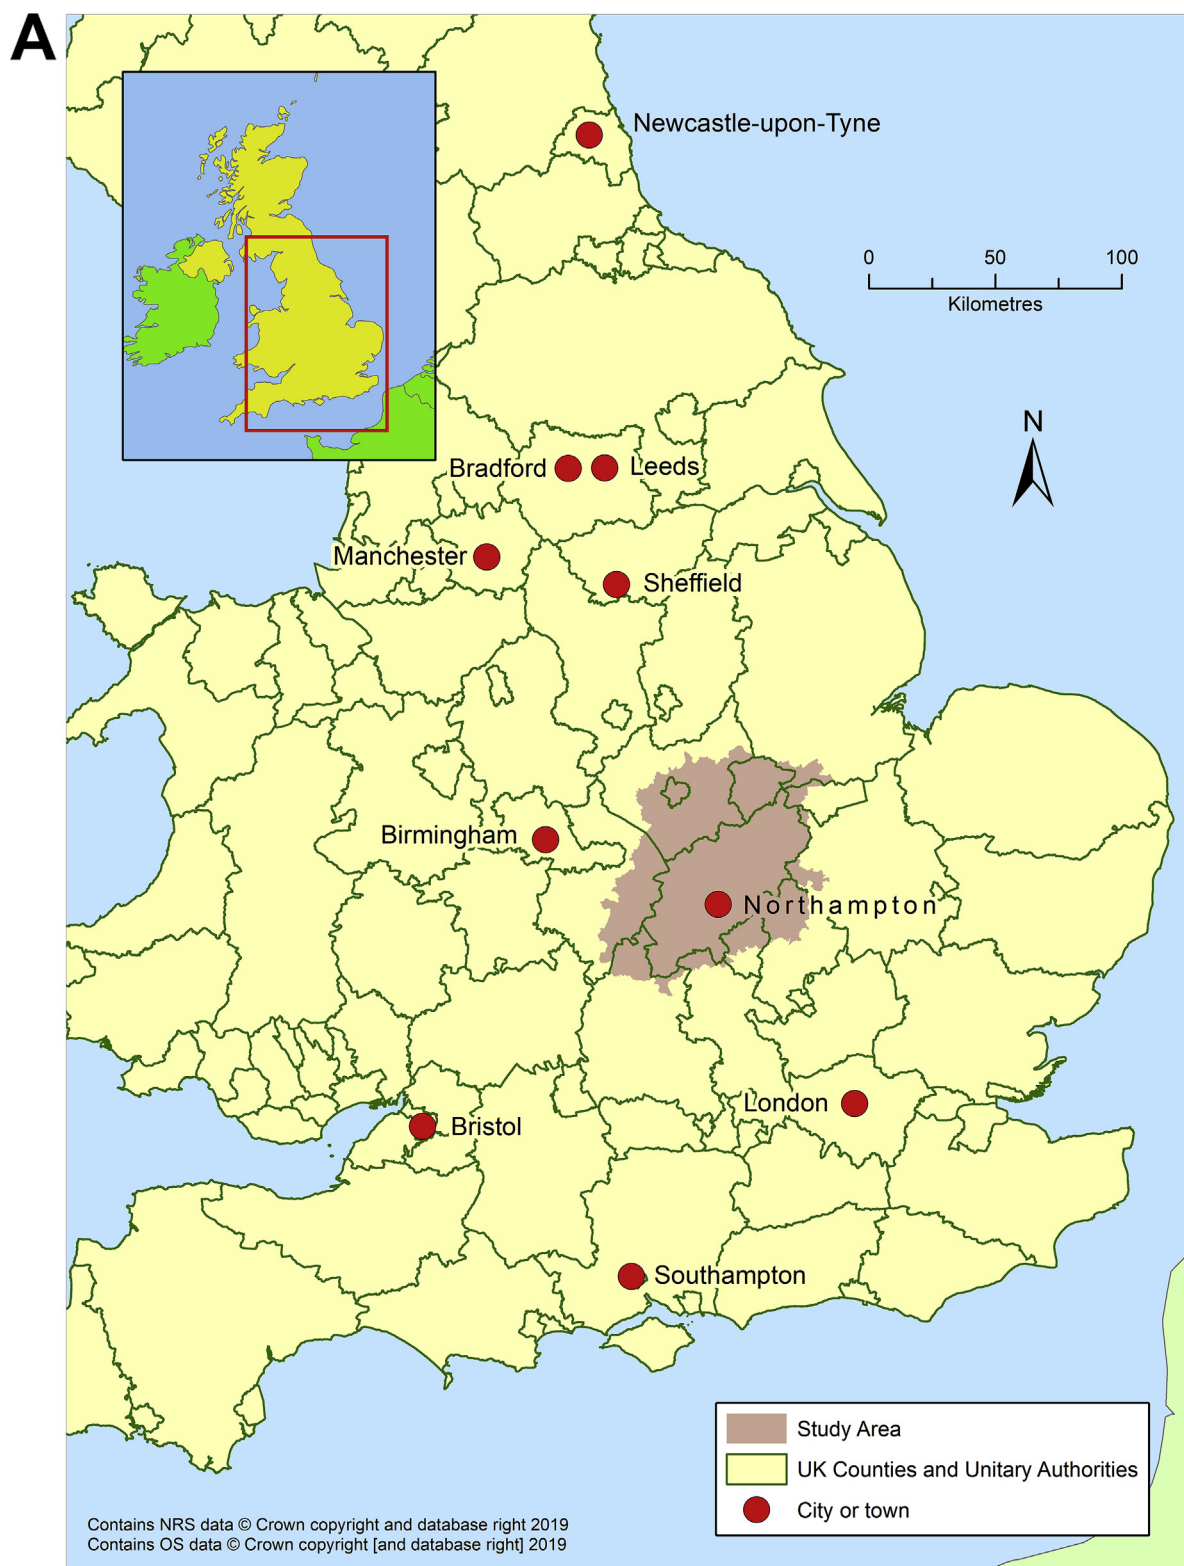 A
Newcastle-upon-Tyne
0 50 100
Kilometres
N
Bradford
Leeds
Manchester
Sheffield
Birmingham
Northampton
London
Bristol
Southampton
Study Area
UK Counties and Unitary Authorities
City or town
Contains NRS data © Crown copyright and database right 2019
Contains OS data © Crown copyright [and database right] 2019